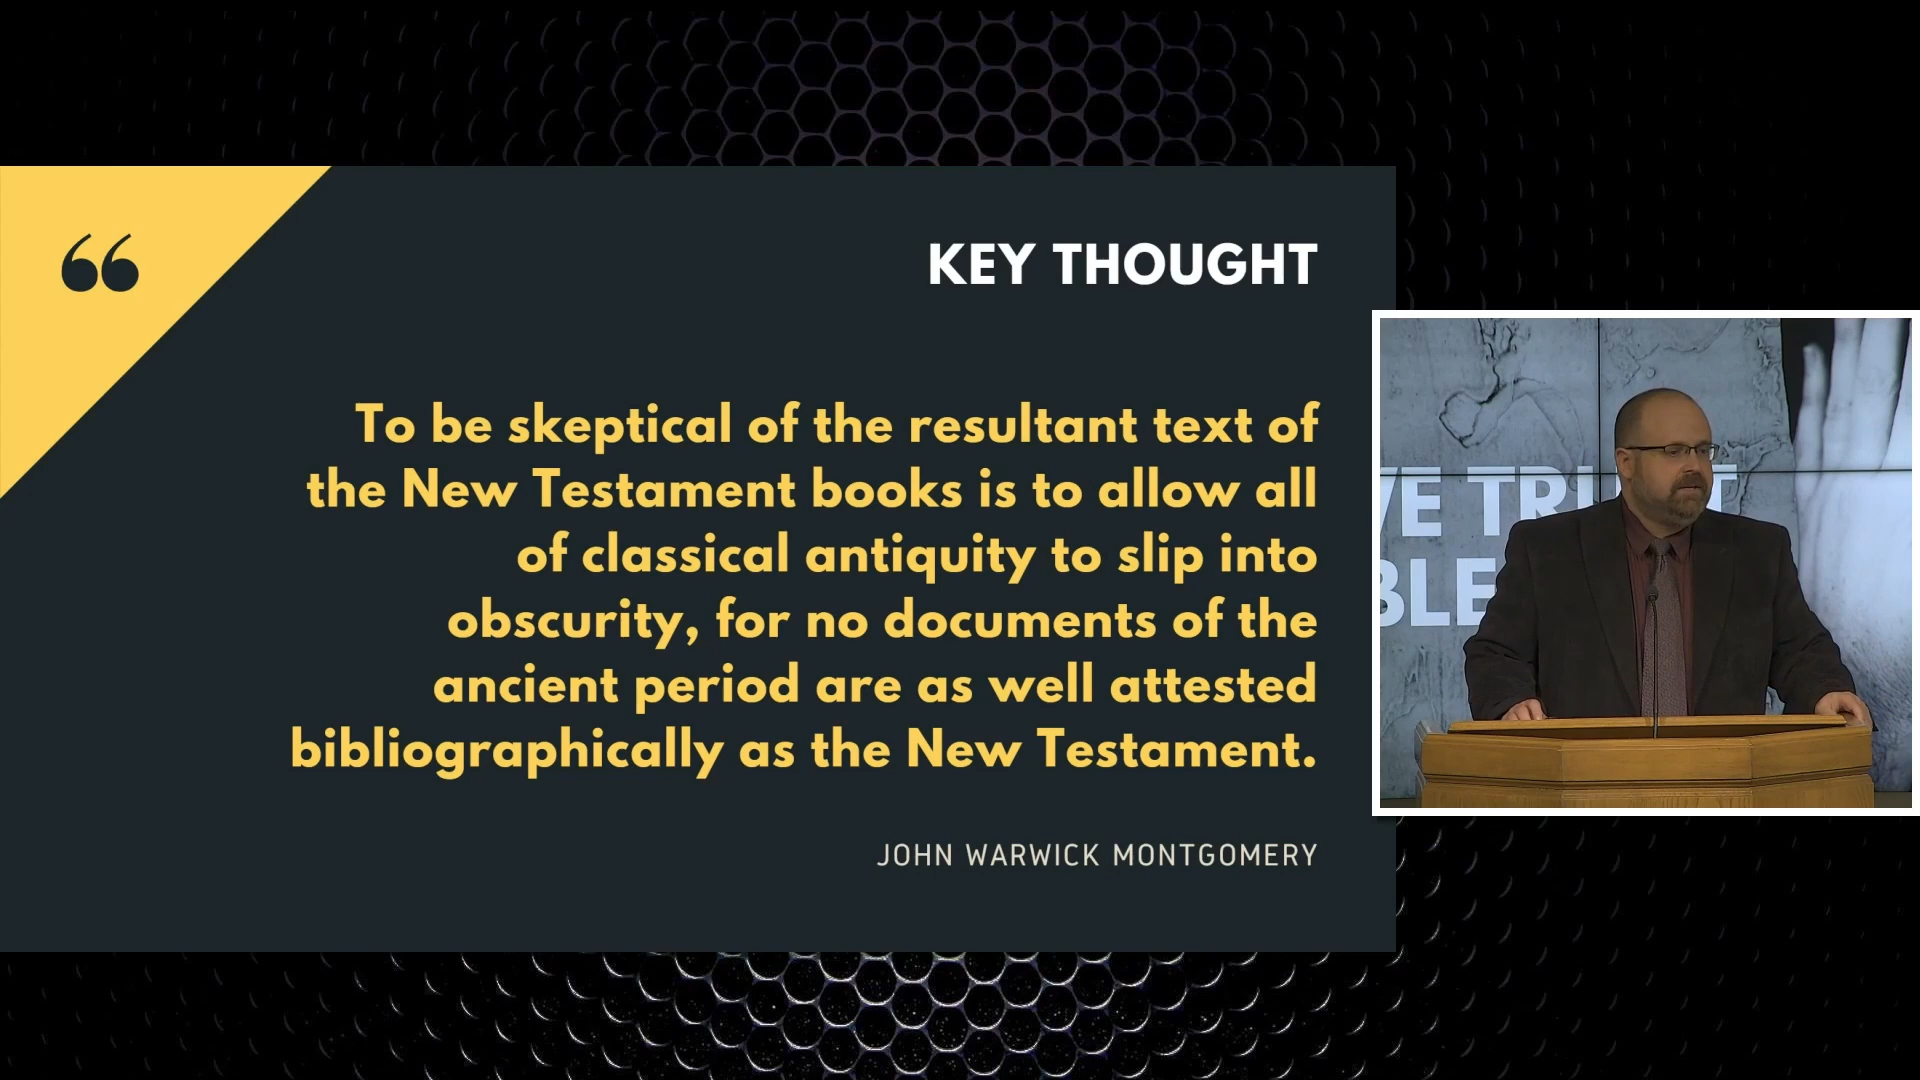 “
KEY THOUGHT
To be skeptical of the resultant text of
the New Testament books is to allow all
of classical antiquity to slip into
obscurity, for no documents of the
ancient period are as well attested
bibliographically as the New Testament.
JOHN WARWICK MONTGOMERY